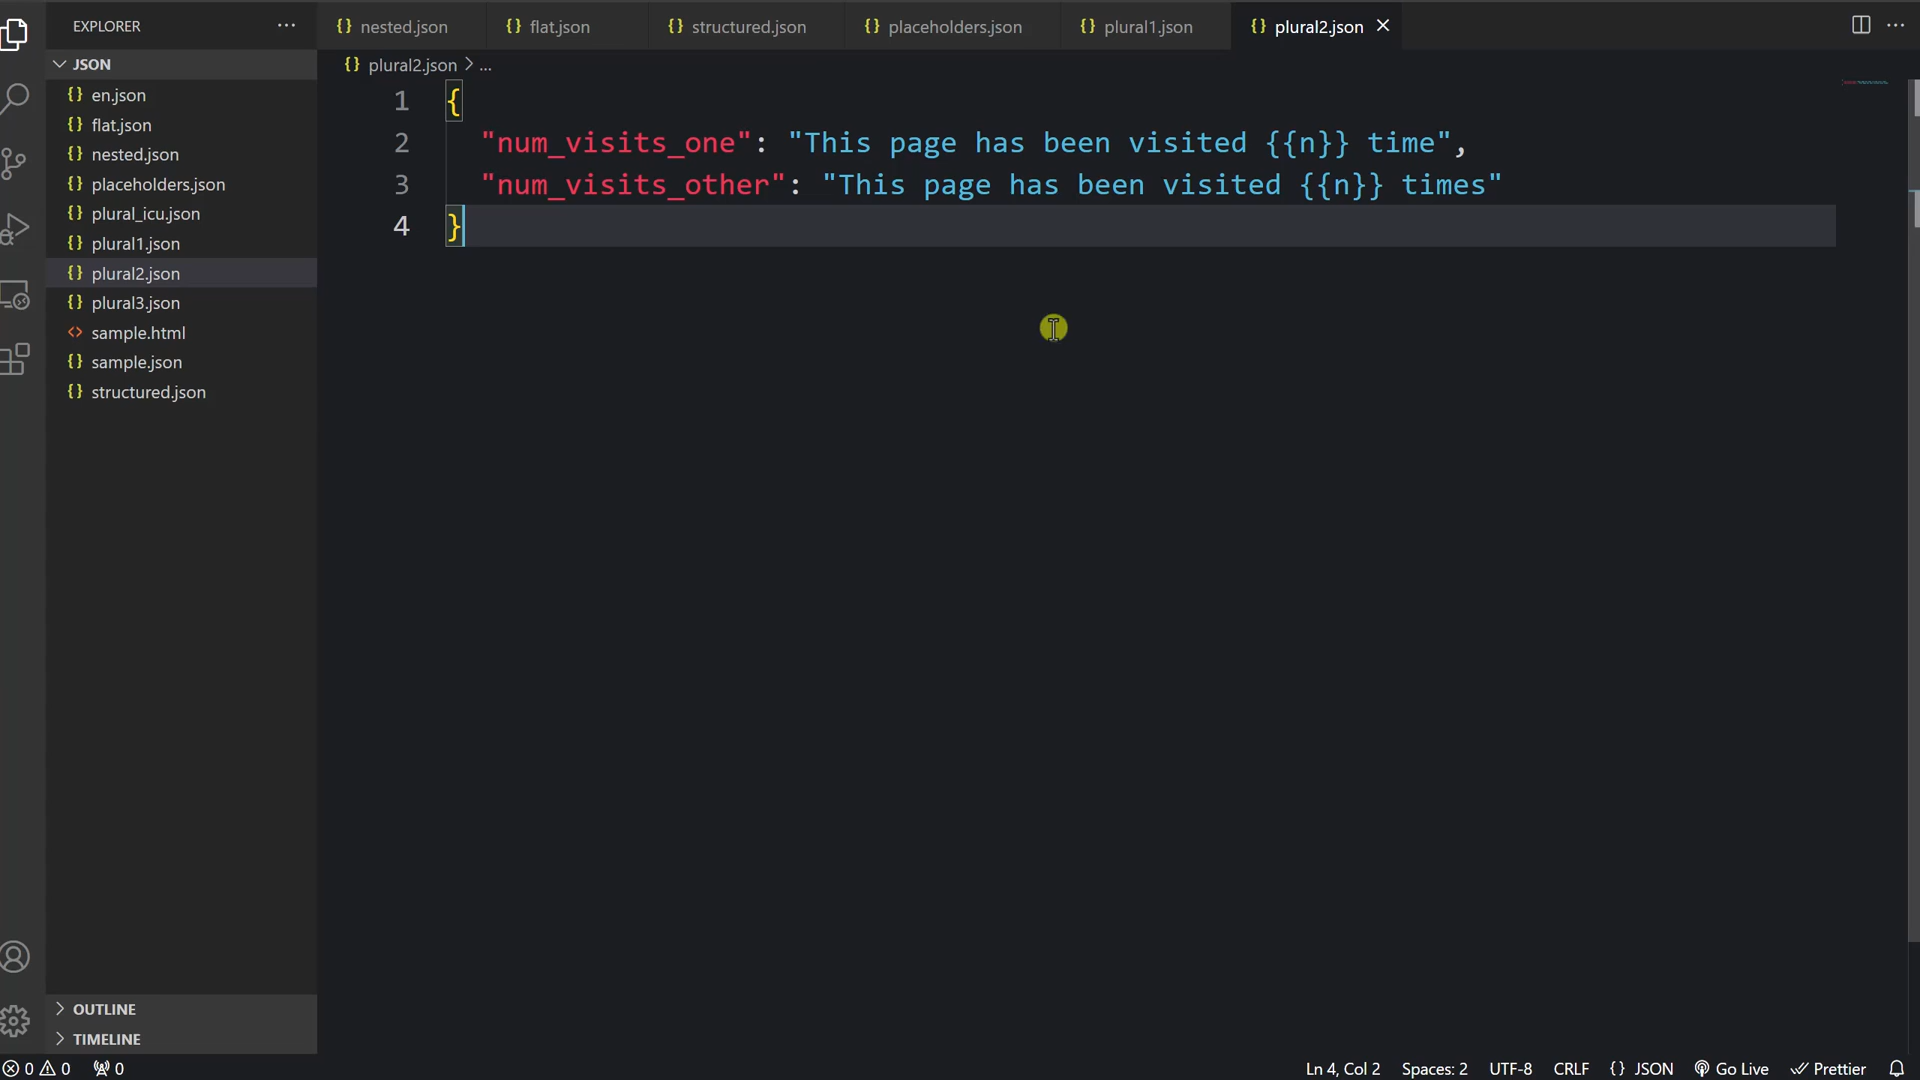 EXPLORER
JSON
{} en.json
{} flat.json
{} nested.json
{} placeholders.json
{} plural_icu.json
{} plural1.json
{} plural2.json
{} plural3.json
<> sample.html
{} sample.json
{} structured.json
OUTLINE
TIMELINE
{} nested.json {} flat.json {} structured.json {} placeholders.json {} plural1.json {} plural2.json
{} plural2.json > ...
1 {
2 "num_visits_one": "This page has been visited {{n}} time",
3 "num_visits_other": "This page has been visited {{n}} times"
4 }
0 0 0 Ln 4, Col 2 Spaces: 2 UTF-8 CRLF {} JSON Go Live Prettier